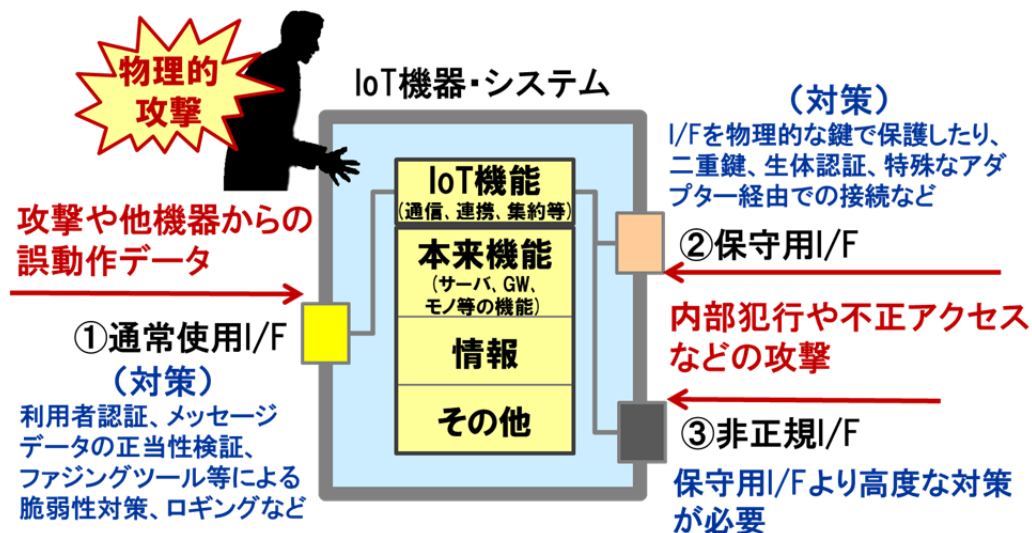 物理的
攻撃
IoT機器・システム
(対策)
I/Fを物理的な鍵で保護したり、
二重鍵、生体認証、特殊なアダ
プター経由での接続など
IoT機能
(通信、連携、集約等)
攻撃や他機器からの
誤動作データ
本来機能
(サーバ、GW、
モノ等の機能)
②保守用I/F
①通常使用I/F
内部犯行や不正アクセス
などの攻撃
情報
(対策)
利用者認証、メッセージ
データの正当性検証、
ファジングツール等による
脆弱性対策、ロギングなど
その他
③非正規I/F
保守用I/Fより高度な対策
が必要